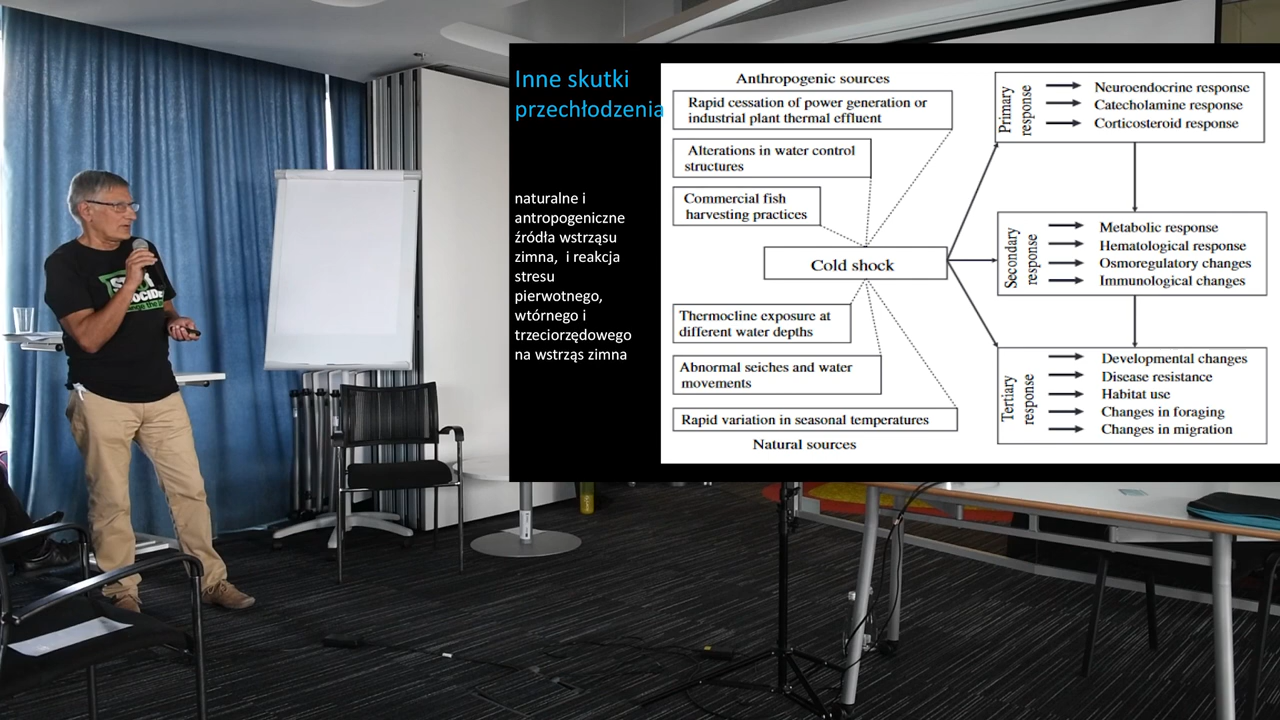 Inne skutki
przechłodzenia
naturalne i
antropogeniczne
źródła wstrząsu
zimna, i reakcja
stresu
pierwotnego,
wtórnego i
trzeciorzędowego
na wstrząs zimna
Anthropogenic sources
Rapid cessation of power generation or
industrial plant thermal effluent
Alterations in water control
structures
Commercial fish
harvesting practices
Cold shock
Thermocline exposure at
different water depths
Abnormal seiches and water
movements
Rapid variation in seasonal temperatures
Natural sources
Primary
response
Neuroendocrine response
Catecholamine response
Corticosteroid response
Secondary
response
Metabolic response
Hematological response
Osmoregulatory changes
Immunological changes
Tertiary
response
Developmental changes
Disease resistance
Habitat use
Changes in foraging
Changes in migration